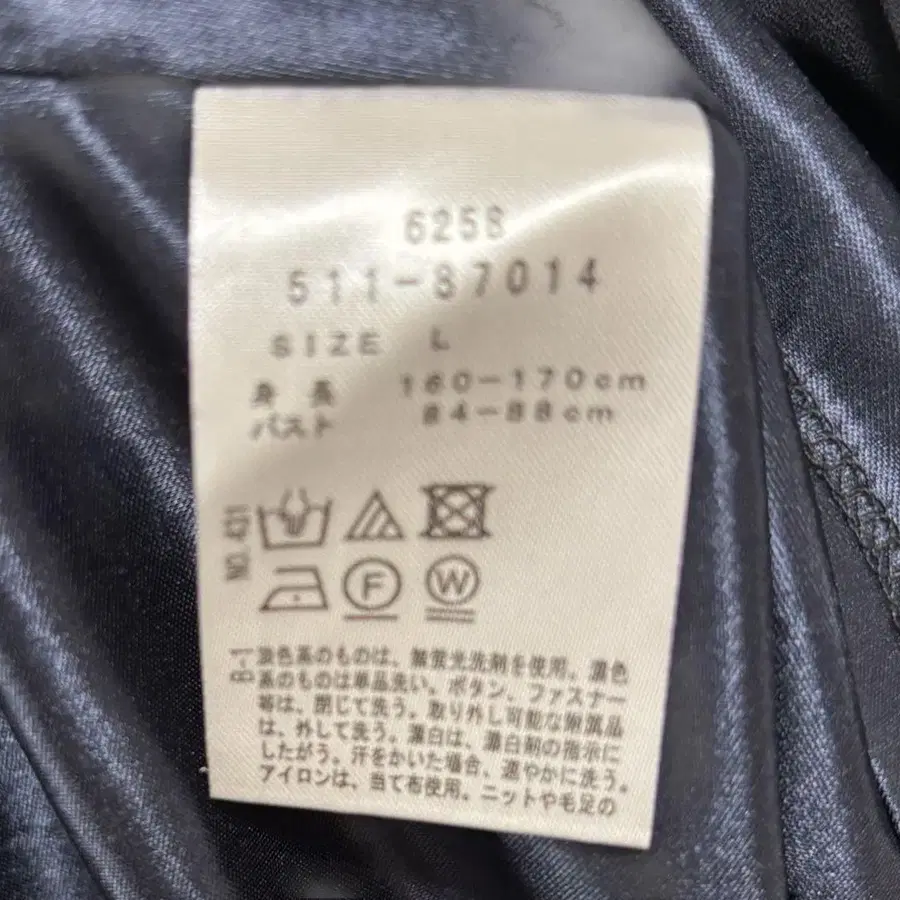 6258
511-87014
SIZE L
身長 160-170cm
バスト 84-88cm
NO.421
F W
B-1
淡色系のものは、無蛍光洗剤を使用。濃色
系のものは単品洗い。ボタン、ファスナー
等は、閉じて洗う。取り外し可能な附属品
は、外して洗う。漂白は、漂白剤の指示に
したがう。汗をかいた場合、速やかに洗う。
アイロンは、当て布使用。ニットや毛足の